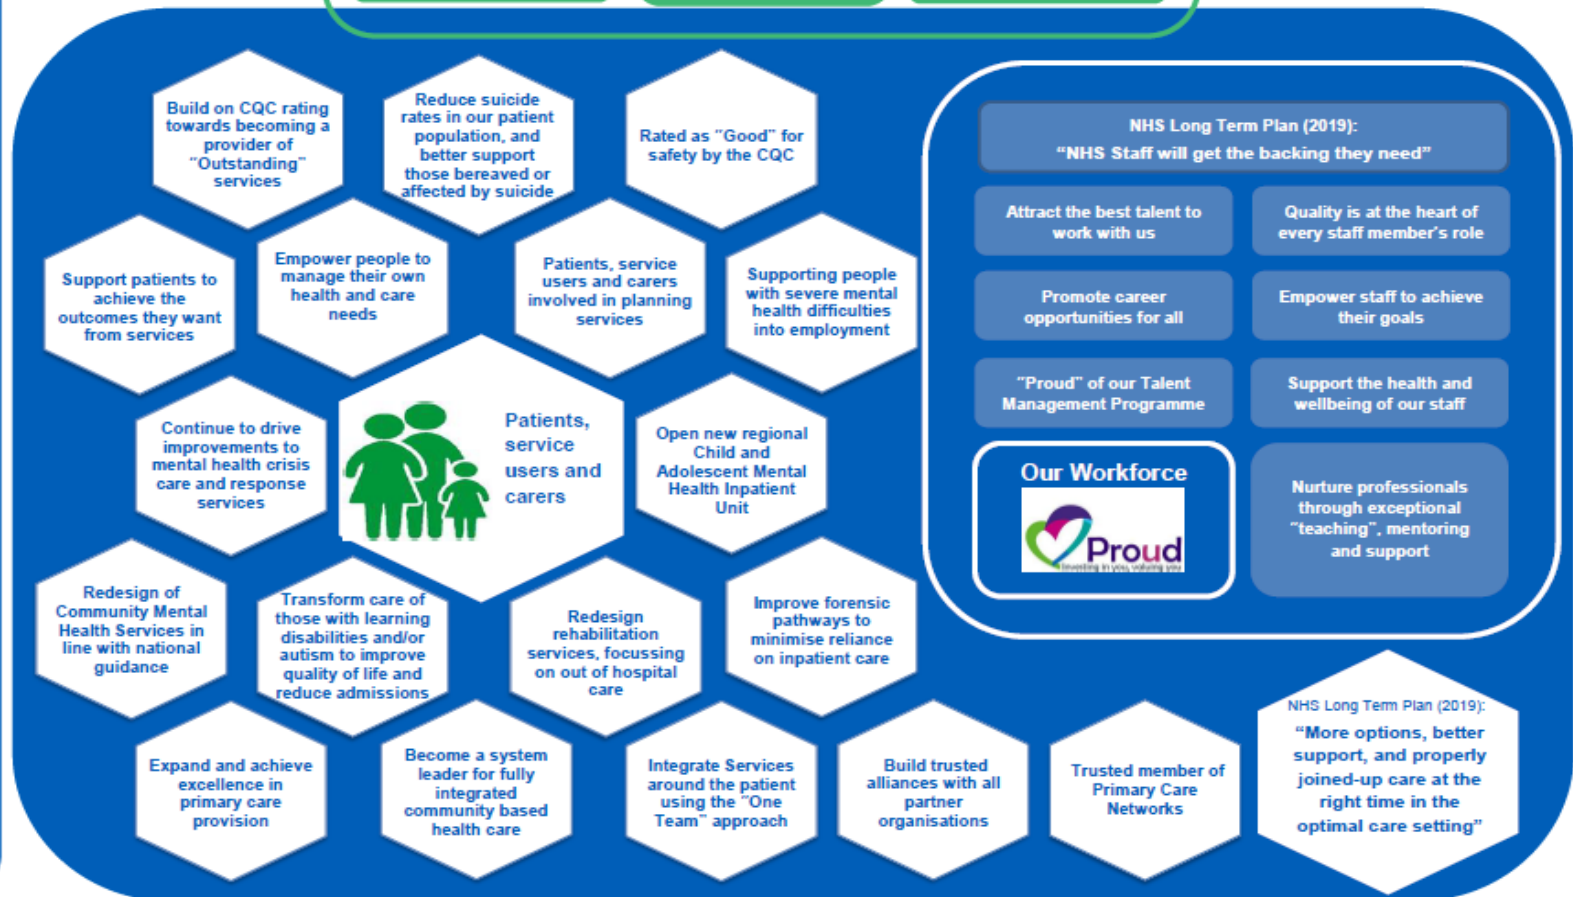 Build on CQC rating
towards becoming a
provider of
"Outstanding"
services
Reduce suicide
rates in our patient
population, and
better support
those bereaved or
affected by suicide
Rated as "Good" for
safety by the CQC
Support patients to
achieve the
outcomes they want
from services
Empower people to
manage their own
health and care
needs
Patients, service
users and carers
involved in planning
services
Supporting people
with severe mental
health difficulties
into employment
Continue to drive
improvements to
mental health crisis
care and response
services
Patients,
service
users and
carers
Open new regional
Child and
Adolescent Mental
Health Inpatient
Unit
Redesign of
Community Mental
Health Services in
line with national
guidance
Transform care of
those with learning
disabilities and/or
autism to improve
quality of life and
reduce admissions
Redesign
rehabilitation
services, focussing
on out of hospital
care
Improve forensic
pathways to
minimise reliance
on inpatient care
Expand and achieve
excellence in
primary care
provision
Become a system
leader for fully
integrated
community based
health care
Integrate Services
around the patient
using the "One
Team" approach
Build trusted
alliances with all
partner
organisations
Trusted member of
Primary Care
Networks
NHS Long Term Plan (2019):
"More options, better
support, and properly
joined-up care at the
right time in the
optimal care setting"
NHS Long Term Plan (2019):
"NHS Staff will get the backing they need"
Attract the best talent to
work with us
Quality is at the heart of
every staff member's role
Promote career
opportunities for all
Empower staff to achieve
their goals
"Proud" of our Talent
Management Programme
Support the health and
wellbeing of our staff
Our Workforce
Proud
Investing in you, valuing you
Nurture professionals
through exceptional
"teaching", mentoring
and support